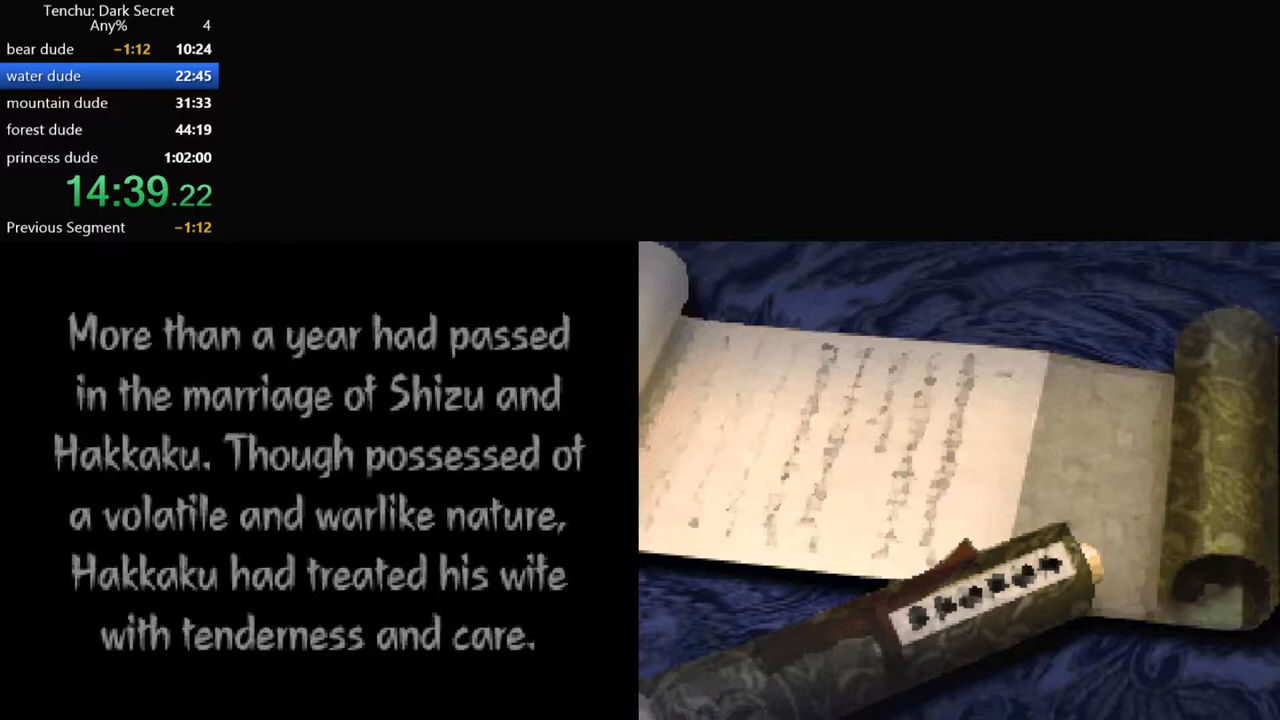 Tenchu: Dark Secret
Any% 4
bear dude −1:12 10:24
water dude 22:45
mountain dude 31:33
forest dude 44:19
princess dude 1:02:00
14:39.22
Previous Segment −1:12
More than a year had passed
in the marriage of Shizu and
Hakkaku. Though possessed of
a volatile and warlike nature,
Hakkaku had treated his wife
with tenderness and care.